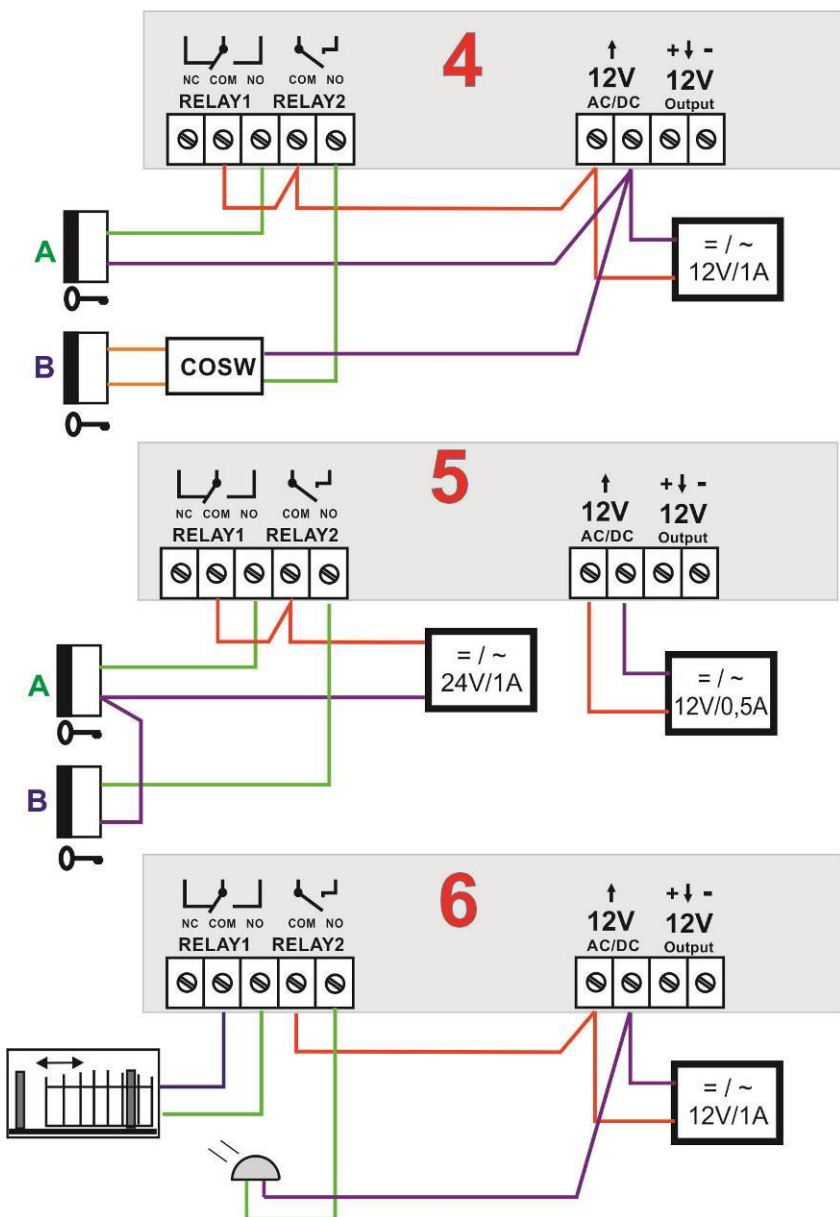 4
↑ + ↓ -
NC COM NO COM NO 12V 12V
RELAY1 RELAY2 AC/DC Output
A
= / ~
12V/1A
B COSW
5
↑ + ↓ -
NC COM NO COM NO 12V 12V
RELAY1 RELAY2 AC/DC Output
A
= / ~
24V/1A
= / ~
12V/0,5A
B
6
↑ + ↓ -
NC COM NO COM NO 12V 12V
RELAY1 RELAY2 AC/DC Output
= / ~
12V/1A